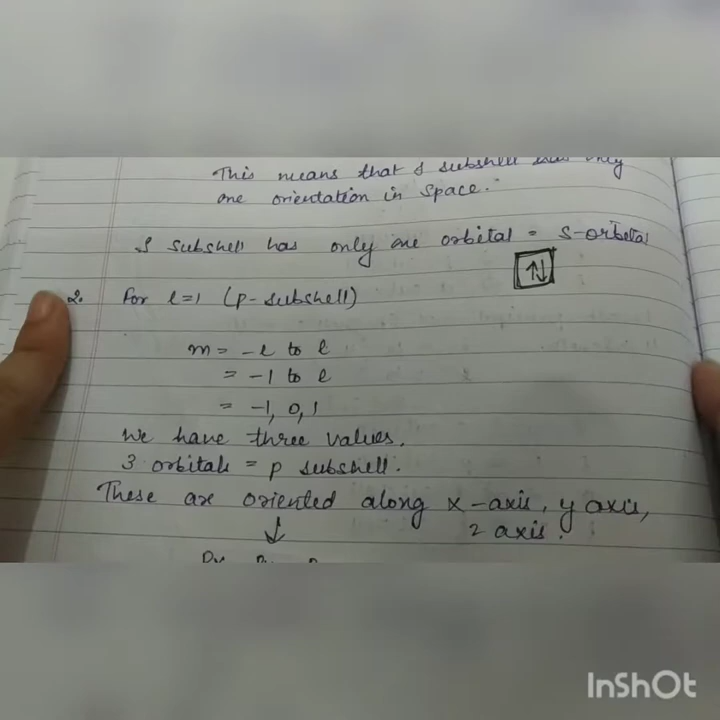 This means that s subshell has only
one orientation in space.
s subshell has only one orbital = s-orbital
↑↓
2. For l=1 (p-subshell)
m = -l to l
= -1 to l
= -1, 0, 1
We have three values.
3 orbitals = p subshell.
These are oriented along x-axis, y axis,
z axis.
↓
Px
InShOt